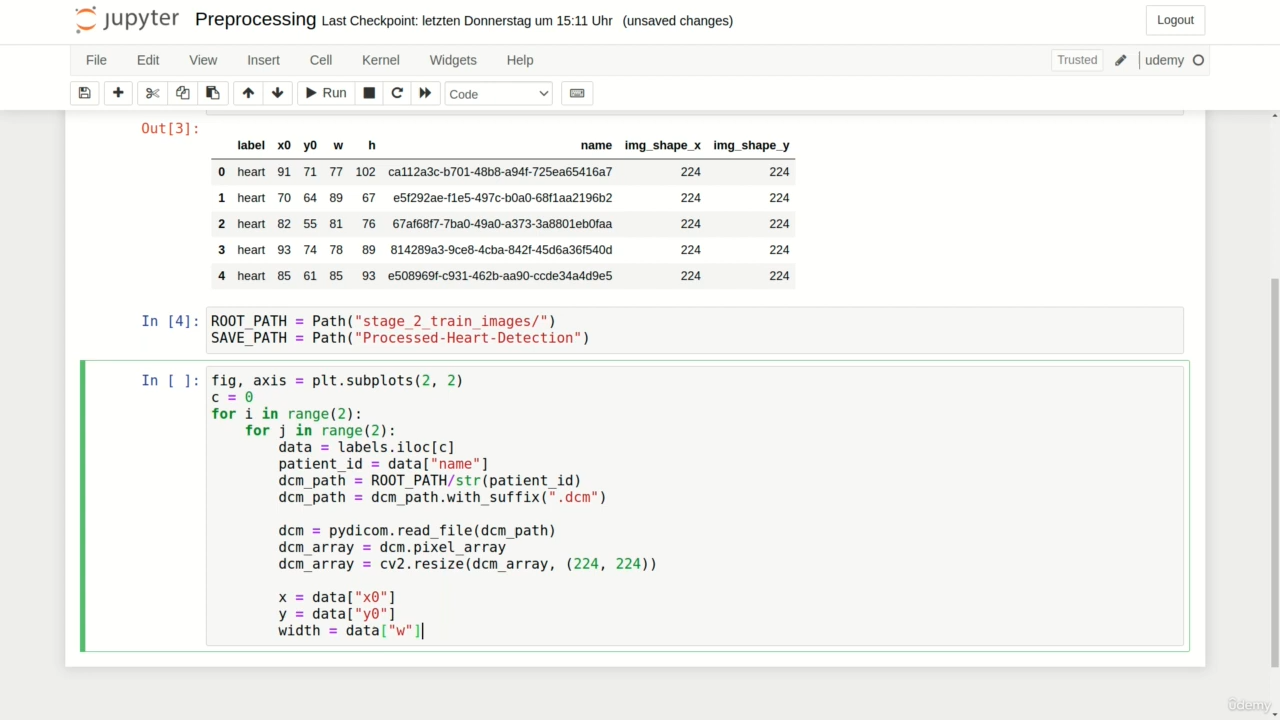 jupyter Preprocessing Last Checkpoint: letzten Donnerstag um 15:11 Uhr (unsaved changes) Logout
File Edit View Insert Cell Kernel Widgets Help Trusted udemy
Run Code
Out[3]:
label x0 y0 w h name img_shape_x img_shape_y
0 heart 91 71 77 102 ca112a3c-b701-48b8-a94f-725ea65416a7 224 224
1 heart 70 64 89 67 e5f292ae-f1e5-497c-b0a0-68f1aa2196b2 224 224
2 heart 82 55 81 76 67af68f7-7ba0-49a0-a373-3a8801eb0faa 224 224
3 heart 93 74 78 89 814289a3-9ce8-4cba-842f-45d6a36f540d 224 224
4 heart 85 61 85 93 e508969f-c931-462b-aa90-ccde34a4d9e5 224 224
In [4]: ROOT_PATH = Path("stage_2_train_images/")
SAVE_PATH = Path("Processed-Heart-Detection")
In [ ]: fig, axis = plt.subplots(2, 2)
c = 0
for i in range(2):
for j in range(2):
data = labels.iloc[c]
patient_id = data["name"]
dcm_path = ROOT_PATH/str(patient_id)
dcm_path = dcm_path.with_suffix(".dcm")
dcm = pydicom.read_file(dcm_path)
dcm_array = dcm.pixel_array
dcm_array = cv2.resize(dcm_array, (224, 224))
x = data["x0"]
y = data["y0"]
width = data["w"]
ûdemy